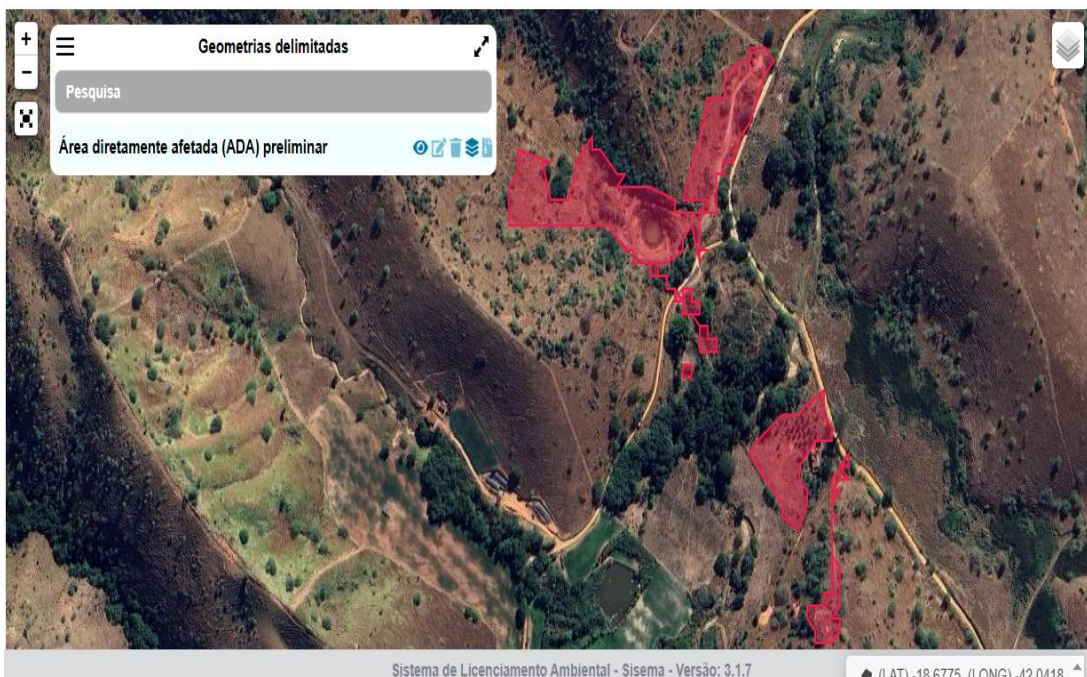 +
Geometrias delimitadas
−
Pesquisa
Área diretamente afetada (ADA) preliminar
Sistema de Licenciamento Ambiental - Sisema - Versão: 3.1.7
(LAT) -18.6775, (LONG) -42.0418